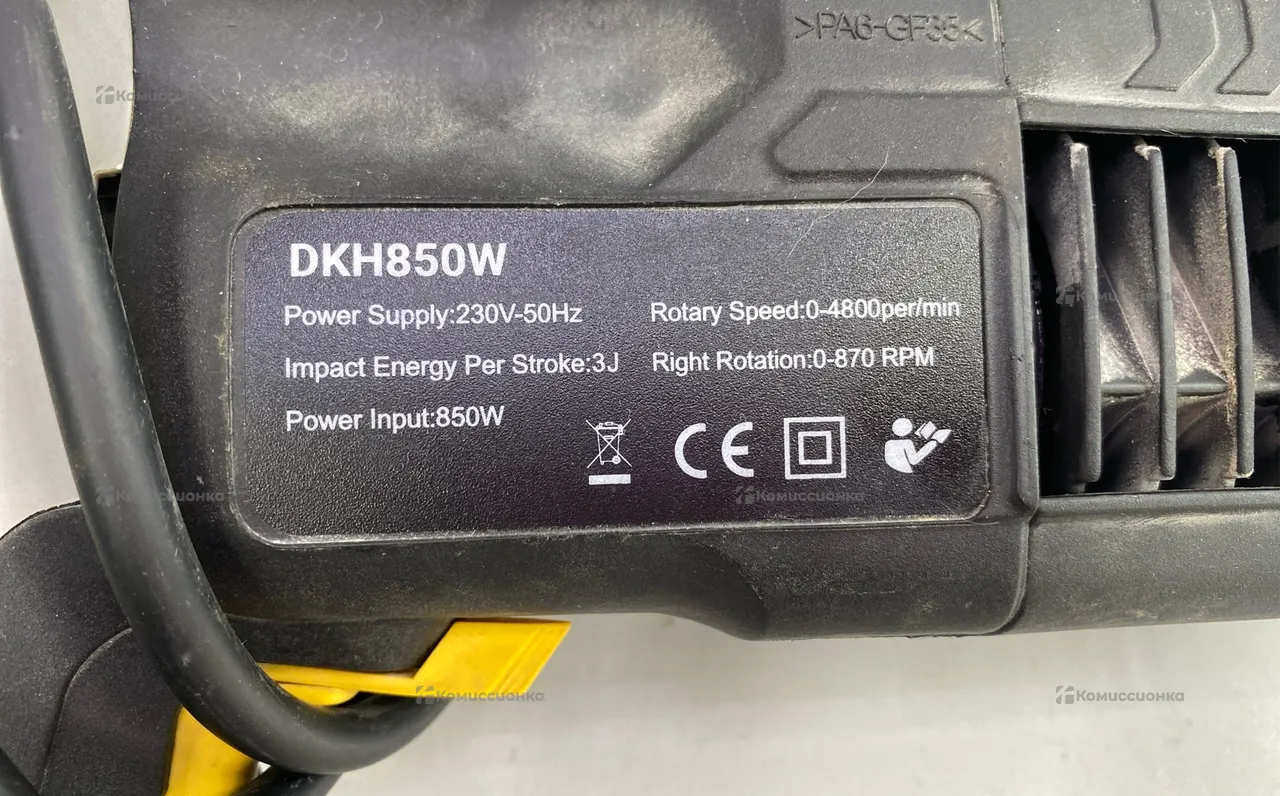 >PA6-GF35<
Комиссионка
DKH850W
Power Supply:230V-50Hz
Rotary Speed:0-4800per/min
Impact Energy Per Stroke:3J
Right Rotation:0-870 RPM
Power Input:850W
CE
Комиссионка
Комиссионка
Комиссионка
Комиссионка
Комиссионка